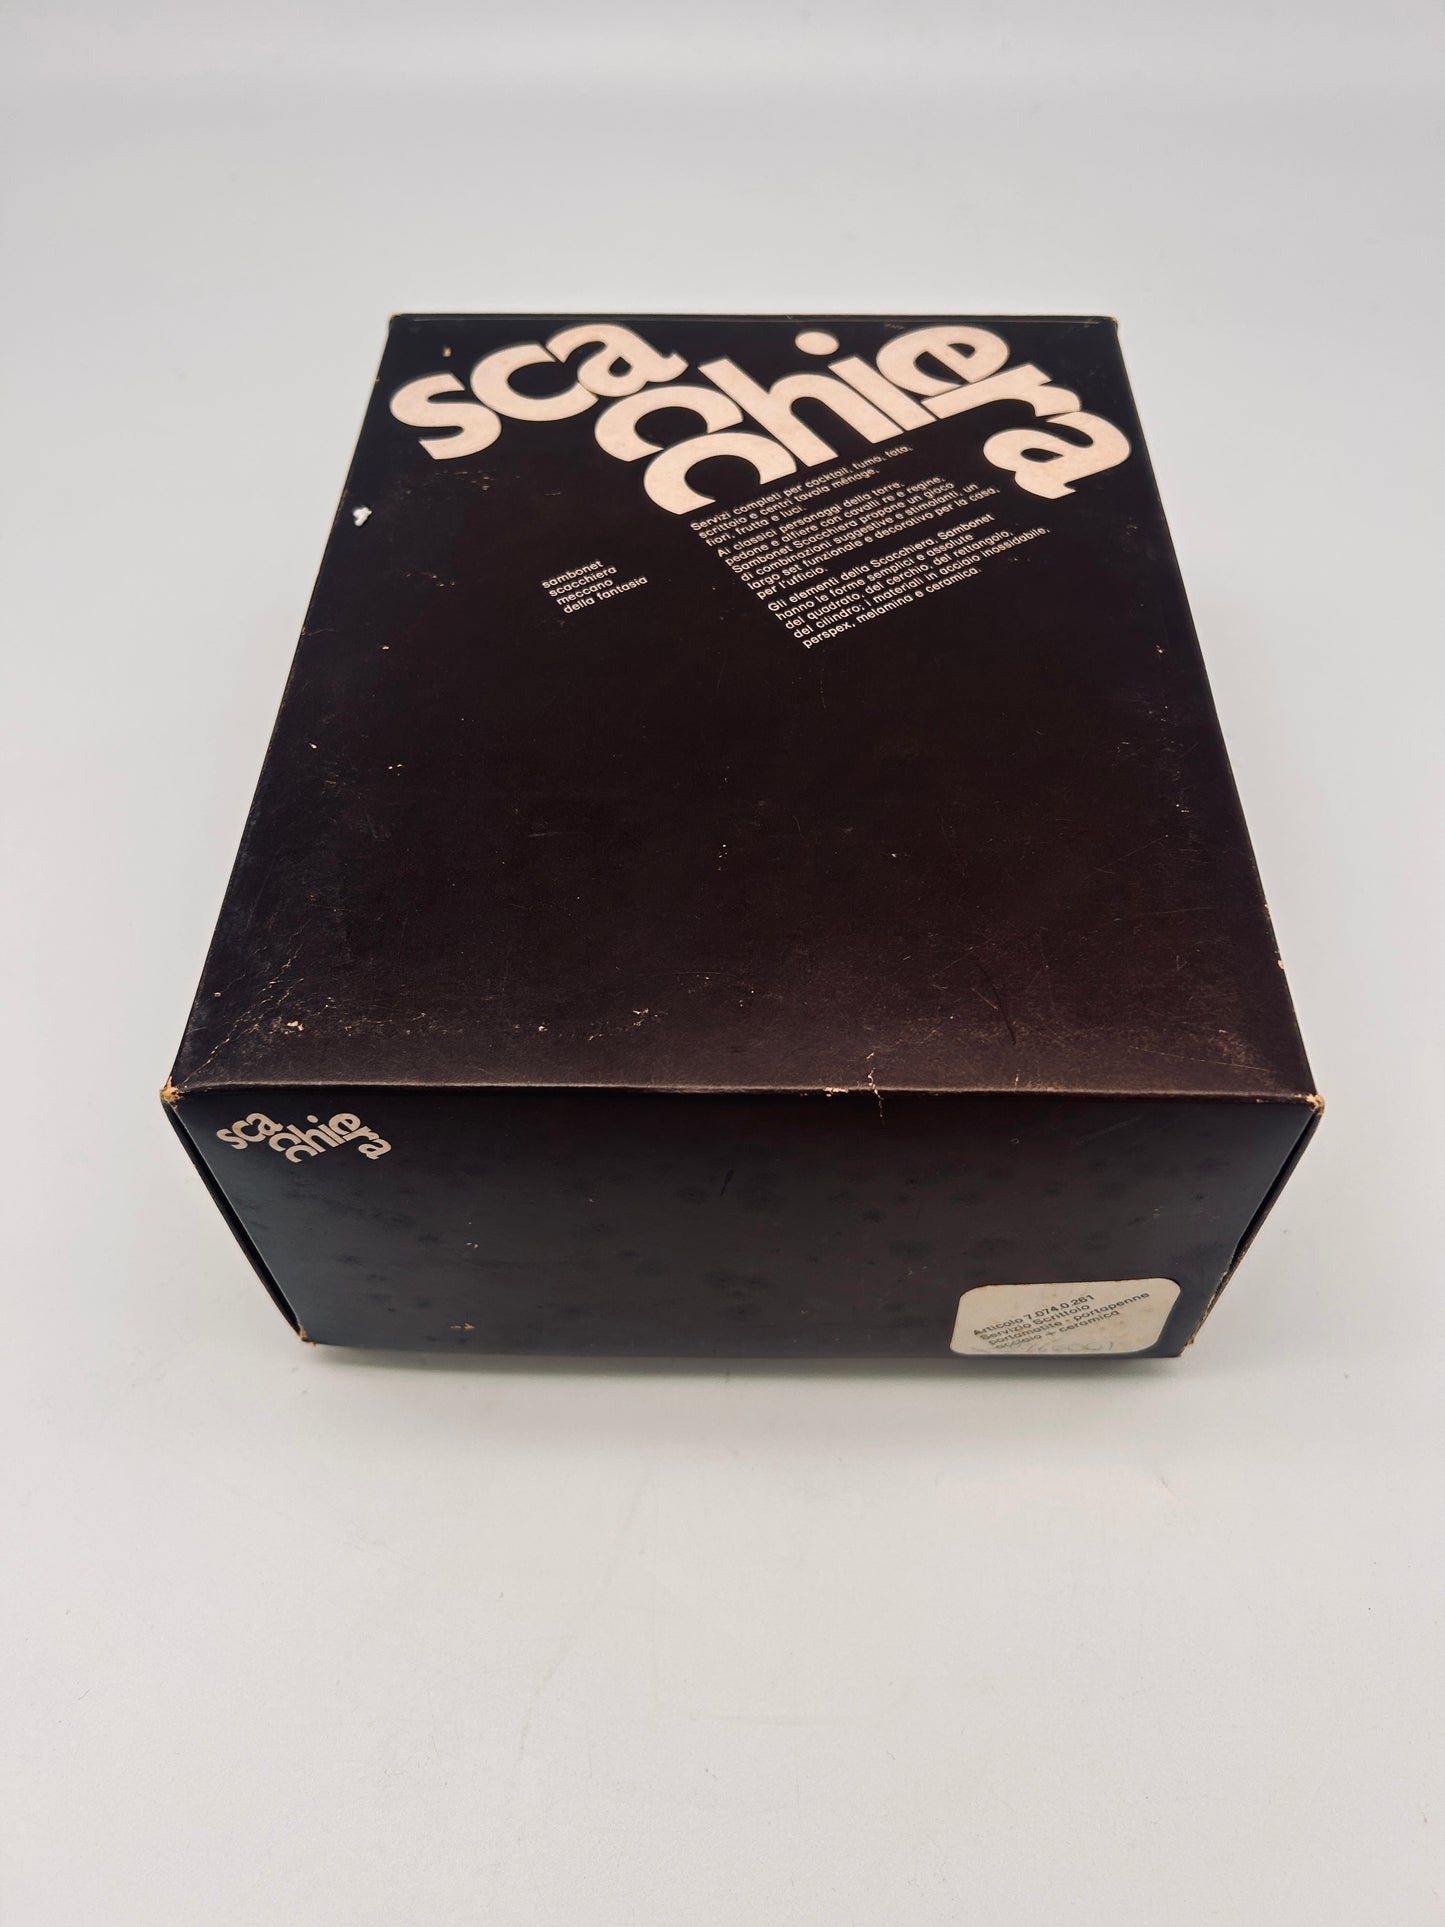 scacchiera
Servizi completi per cocktail, fumo, foto,
scrittoio e centri tavola ménage,
fiori, frutta e luci.
Ai classici personaggi della torre,
pedone e alfiere con cavalli re e regine,
Sambonet Scacchiera propone un gioco
di combinazioni suggestive e stimolanti, un
largo set funzionale e decorativo per la casa,
per l'ufficio.
Gli elementi della Scacchiera. Sambonet
hanno le forme semplici e assolute
del quadrato, del cerchio, del rettangolo,
del cilindro; i materiali in acciaio inossidabile,
perspex, melamina e ceramica.
sambonet
scacchiera
meccano
della fantasia
scacchiera
Articolo 7.074.0.261
Servizio Scrittoio
portamatite - portapenne
acciaio + ceramica